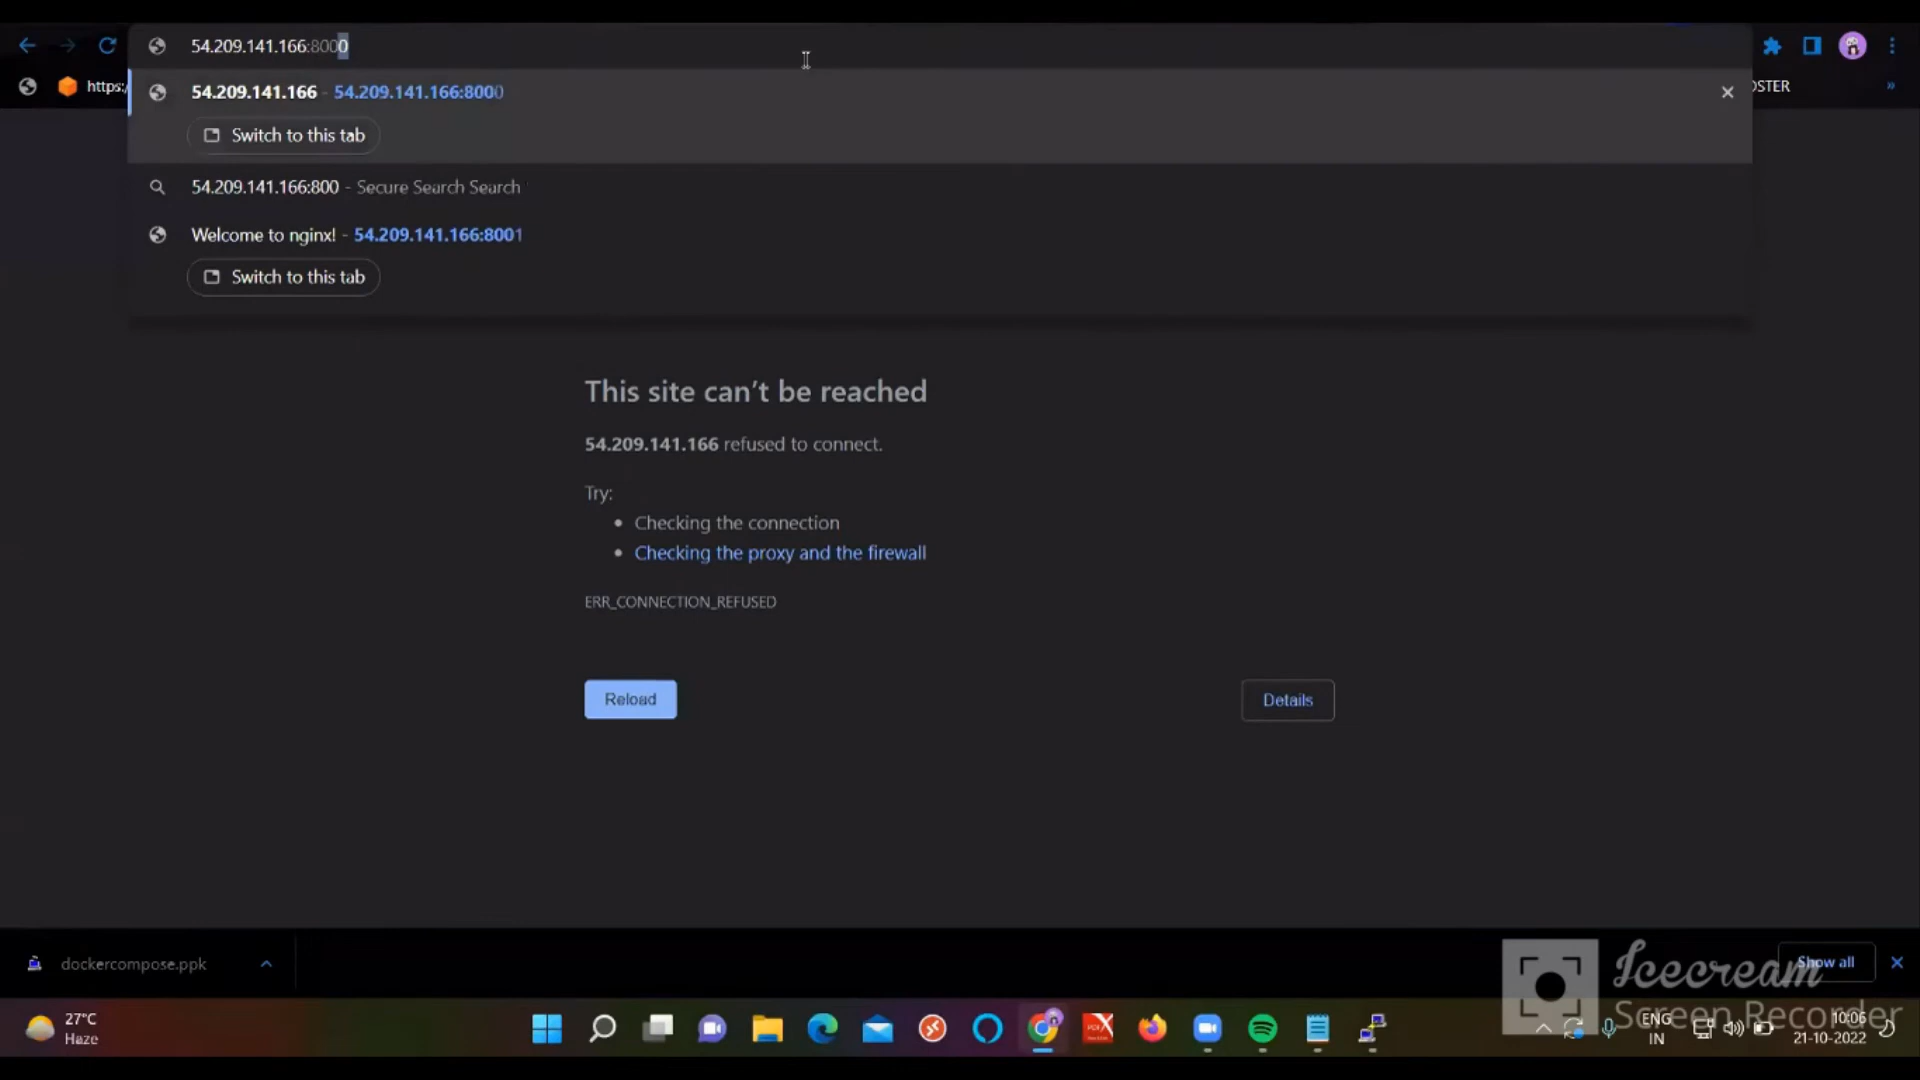 54.209.141.166:8000
https:/
OSTER
»
54.209.141.166 - 54.209.141.166:8000
Switch to this tab
54.209.141.166:800 - Secure Search Search
Welcome to nginx! - 54.209.141.166:8001
Switch to this tab
This site can't be reached
54.209.141.166 refused to connect.
Try:
• Checking the connection
• Checking the proxy and the firewall
ERR_CONNECTION_REFUSED
Reload
Details
dockercompose.ppk
Show all
Icecream
Screen Recorder
27°C
Haze
ENG
IN
10:06
21-10-2022